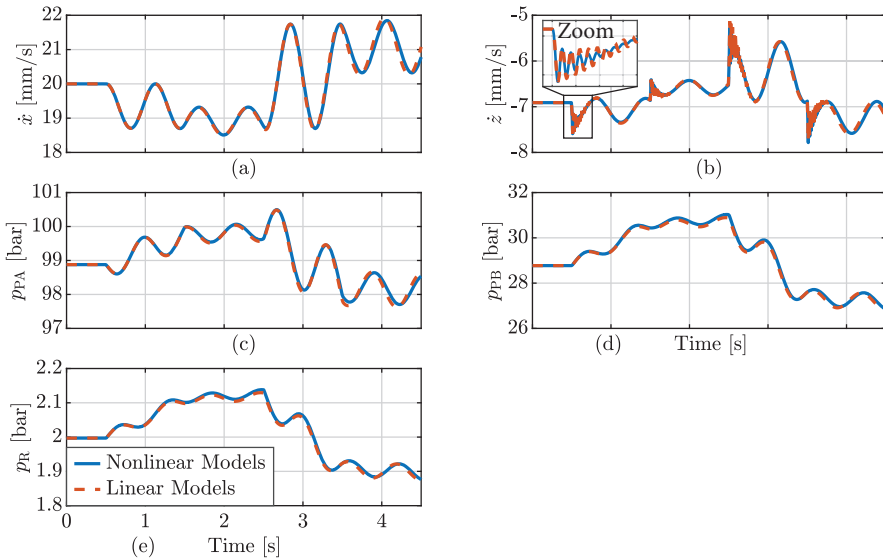 22
21
20
19
18
ẋ [mm/s]
(a)
-5
-6
-7
-8
ż [mm/s]
Zoom
(b)
101
100
99
98
97
pPA [bar]
(c)
32
30
28
26
pPB [bar]
(d)
Time [s]
2.2
2.1
2
1.9
1.8
pR [bar]
Nonlinear Models
Linear Models
0 1 2 3 4
(e)
Time [s]